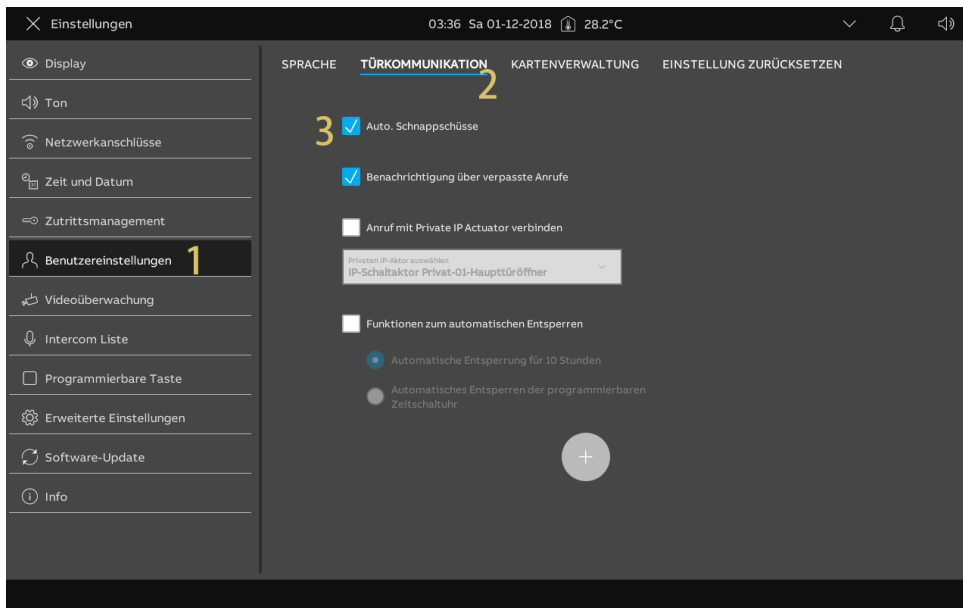 Einstellungen
03:36 Sa 01-12-2018 28.2°C
Display
Ton
Netzwerkanschlüsse
Zeit und Datum
Zutrittsmanagement
Benutzereinstellungen 1
Videoüberwachung
Intercom Liste
Programmierbare Taste
Erweiterte Einstellungen
Software-Update
Info
SPRACHE TÜRKOMMUNIKATION KARTENVERWALTUNG EINSTELLUNG ZURÜCKSETZEN
2
3 Auto. Schnappschüsse
Benachrichtigung über verpasste Anrufe
Anruf mit Private IP Actuator verbinden
Privaten IP-Aktor auswählen
IP-Schaltaktor Privat-01-Haupttüröffner
Funktionen zum automatischen Entsperren
Automatische Entsperrung für 10 Stunden
Automatisches Entsperren der programmierbaren
Zeitschaltuhr